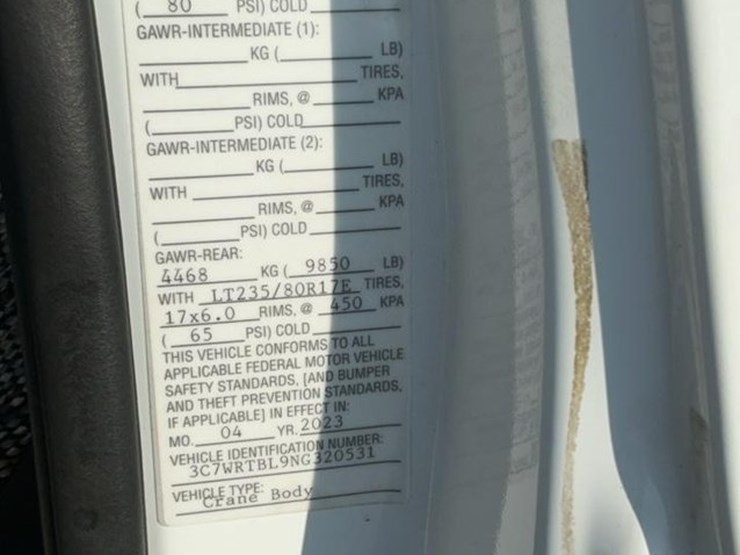 ( 80 PSI) COLD
GAWR-INTERMEDIATE (1):
KG ( LB)
WITH TIRES,
RIMS, @ KPA
( PSI) COLD
GAWR-INTERMEDIATE (2):
KG ( LB)
WITH TIRES,
RIMS, @ KPA
( PSI) COLD
GAWR-REAR:
4468 KG ( 9850 LB)
WITH LT235/80R17E TIRES,
17x6.0 RIMS, @ 450 KPA
( 65 PSI) COLD
THIS VEHICLE CONFORMS TO ALL
APPLICABLE FEDERAL MOTOR VEHICLE
SAFETY STANDARDS, [AND BUMPER
AND THEFT PREVENTION STANDARDS,
IF APPLICABLE] IN EFFECT IN:
MO. 04 YR. 2023
VEHICLE IDENTIFICATION NUMBER:
3C7WRTBL9NG320531
VEHICLE TYPE:
Crane Body